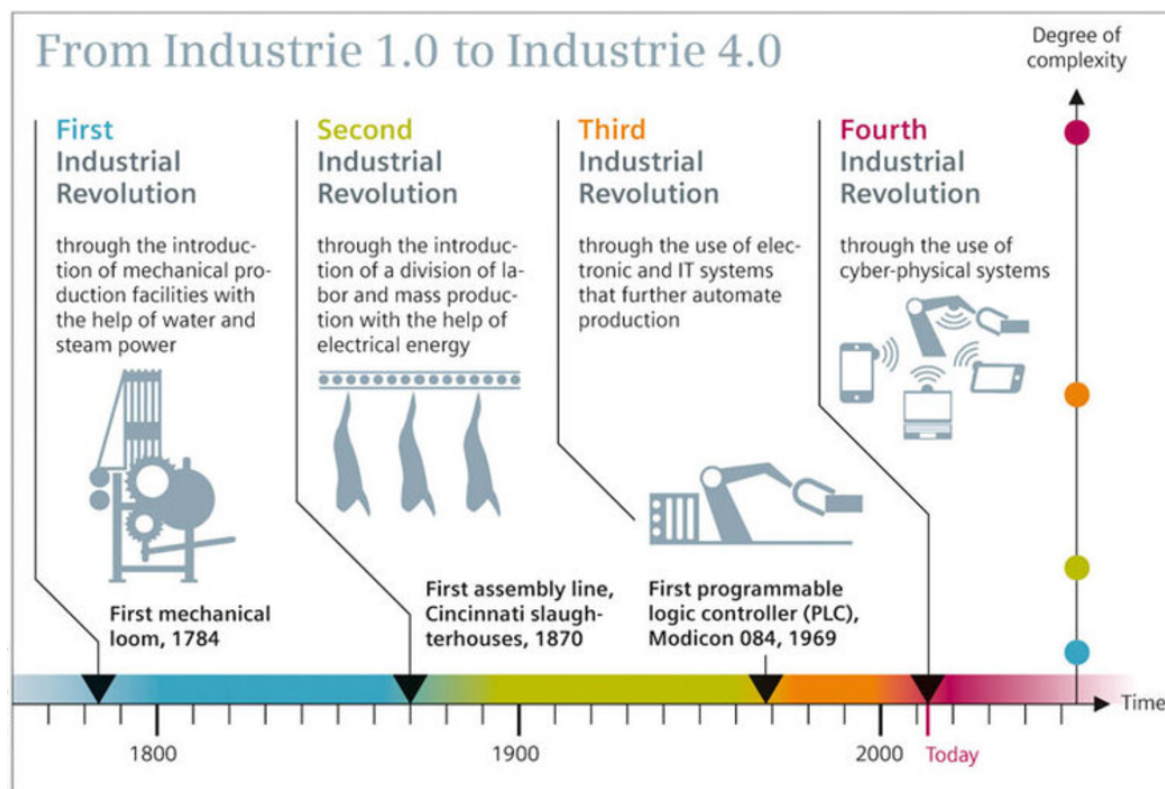 From Industrie 1.0 to Industrie 4.0
Degree of
complexity
First
Industrial
Revolution
through the introduc-
tion of mechanical pro-
duction facilities with
the help of water and
steam power
First mechanical
loom, 1784
Second
Industrial
Revolution
through the introduc-
tion of a division of la-
bor and mass produc-
tion with the help of
electrical energy
First assembly line,
Cincinnati slaugh-
terhouses, 1870
Third
Industrial
Revolution
through the use of elec-
tronic and IT systems
that further automate
production
First programmable
logic controller (PLC),
Modicon 084, 1969
Fourth
Industrial
Revolution
through the use of
cyber-physical systems
Time
1800
1900
2000
Today